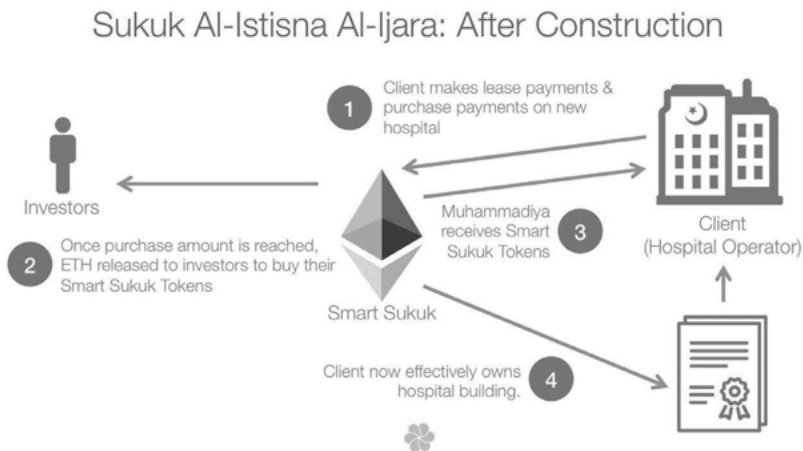 Sukuk Al-Istisna Al-Ijara: After Construction
1
Client makes lease payments &
purchase payments on new
hospital
Investors
2
Once purchase amount is reached,
ETH released to investors to buy their
Smart Sukuk Tokens
Muhammadiya
receives Smart
Sukuk Tokens
3
Client
(Hospital Operator)
Smart Sukuk
Client now effectively owns
hospital building.
4